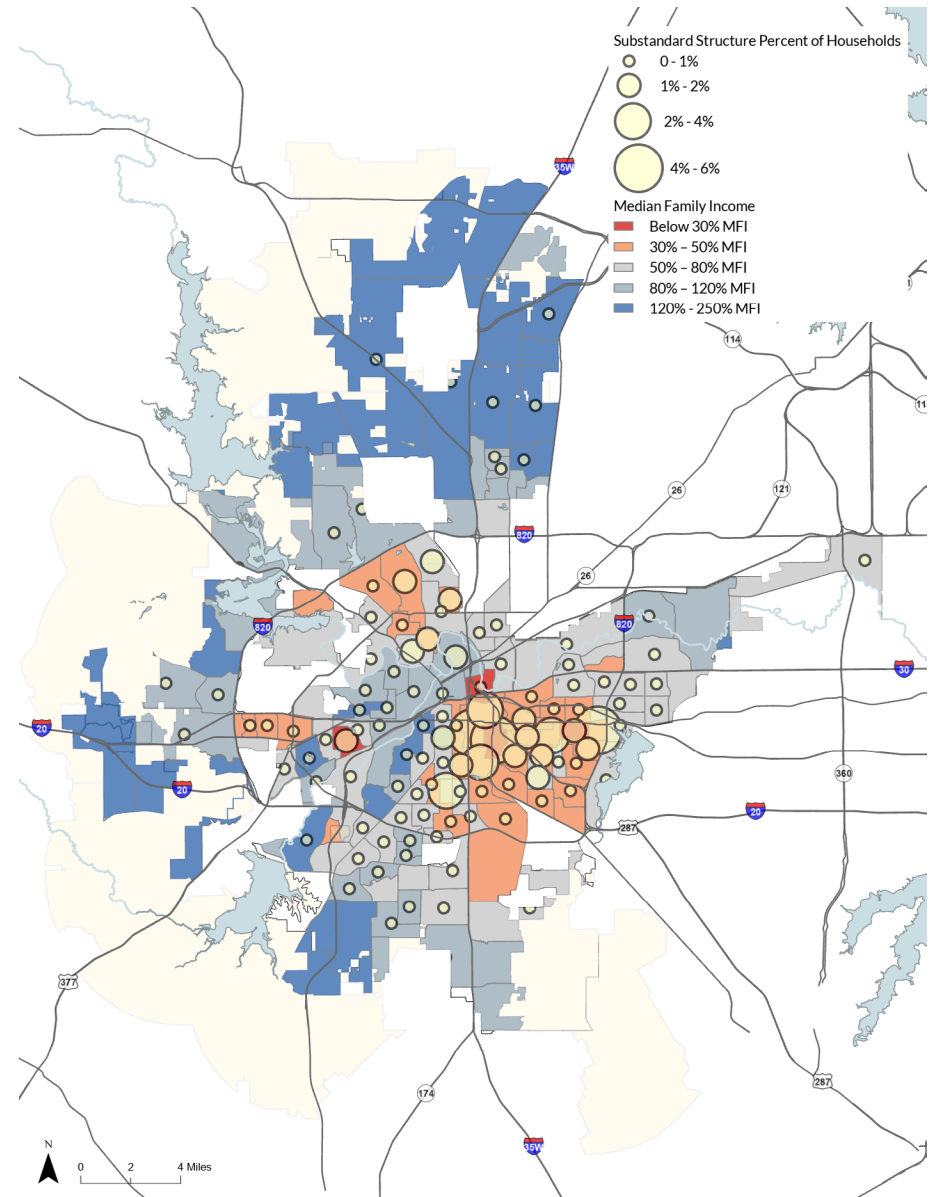 Substandard Structure Percent of Households
0 - 1%
1% - 2%
2% - 4%
4% - 6%
Median Family Income
Below 30% MFI
30% – 50% MFI
50% – 80% MFI
80% – 120% MFI
120% - 250% MFI
35W
114
26
121
820
26
820
820
30
20
20
360
20
287
377
287
174
35W
N
0 2 4 Miles